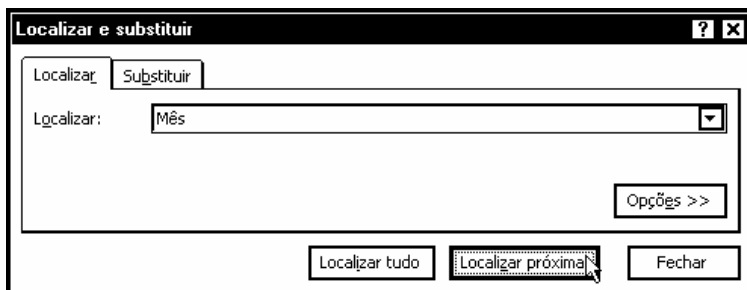 Localizar e substituir
Localizar Substituir
Localizar: Mês
Opções >>
Localizar tudo Localizar próxima Fechar